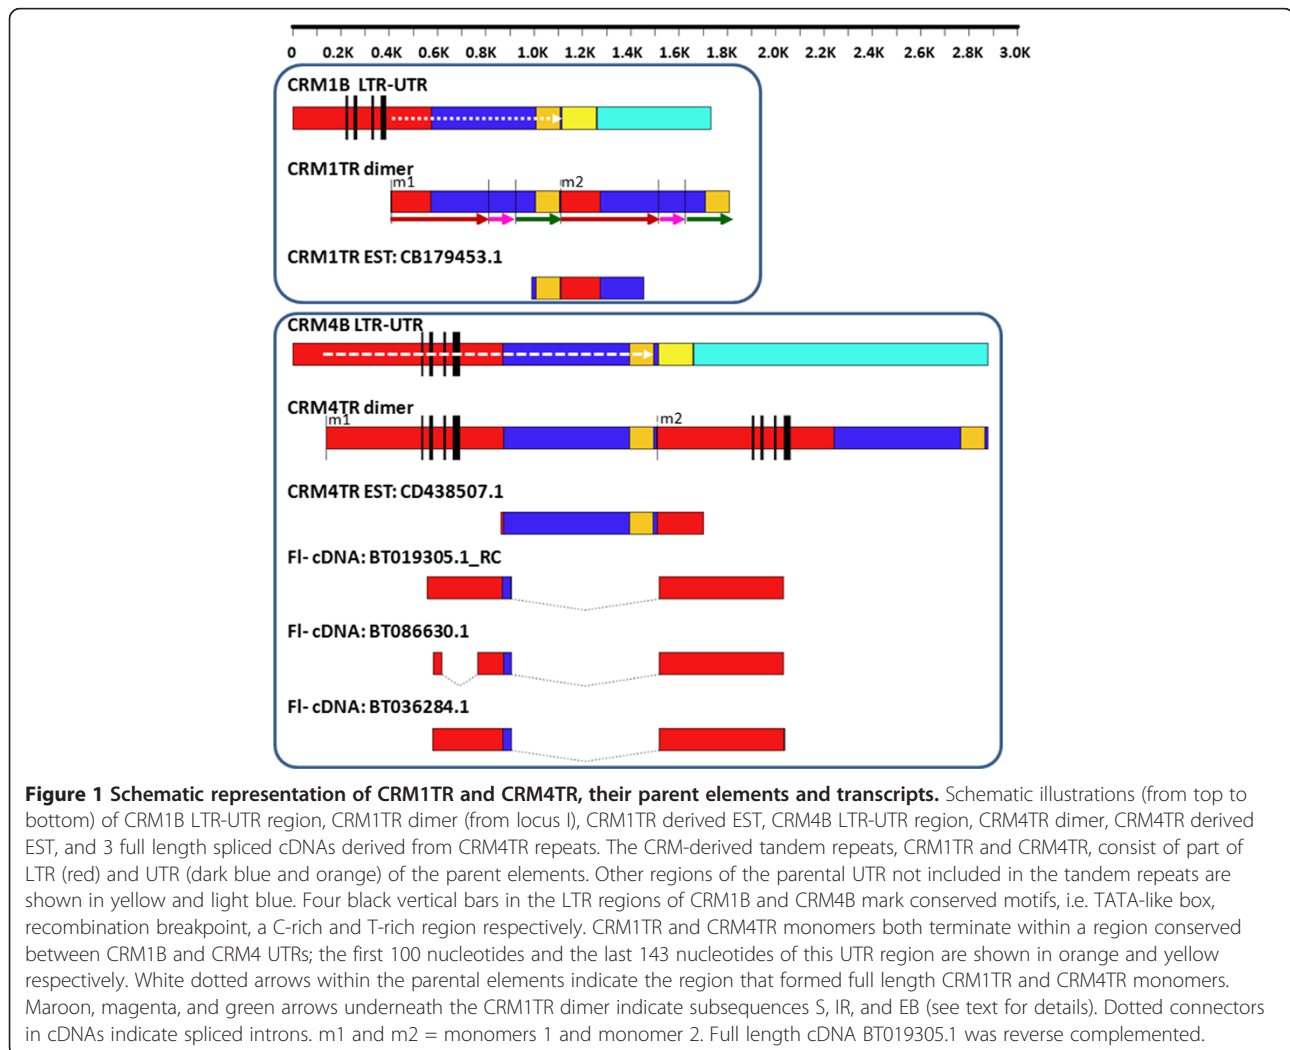 0 0.2K 0.4K 0.6K 0.8K 1.0K 1.2K 1.4K 1.6K 2.0K 2.2K 2.6K 2.8K 3.0K
CRM1B LTR-UTR
CRM1TR dimer
m1 m2
CRM1TR EST: CB179453.1
CRM4B LTR-UTR
CRM4TR dimer
m1 m2
CRM4TR EST: CD438507.1
Fl- cDNA: BT019305.1_RC
Fl- cDNA: BT086630.1
Fl- cDNA: BT036284.1
Figure 1 Schematic representation of CRM1TR and CRM4TR, their parent elements and transcripts. Schematic illustrations (from top to
bottom) of CRM1B LTR-UTR region, CRM1TR dimer (from locus I), CRM1TR derived EST, CRM4B LTR-UTR region, CRM4TR dimer, CRM4TR derived
EST, and 3 full length spliced cDNAs derived from CRM4TR repeats. The CRM-derived tandem repeats, CRM1TR and CRM4TR, consist of part of
LTR (red) and UTR (dark blue and orange) of the parent elements. Other regions of the parental UTR not included in the tandem repeats are
shown in yellow and light blue. Four black vertical bars in the LTR regions of CRM1B and CRM4B mark conserved motifs, i.e. TATA-like box,
recombination breakpoint, a C-rich and T-rich region respectively. CRM1TR and CRM4TR monomers both terminate within a region conserved
between CRM1B and CRM4 UTRs; the first 100 nucleotides and the last 143 nucleotides of this UTR region are shown in orange and yellow
respectively. White dotted arrows within the parental elements indicate the region that formed full length CRM1TR and CRM4TR monomers.
Maroon, magenta, and green arrows underneath the CRM1TR dimer indicate subsequences S, IR, and EB (see text for details). Dotted connectors
in cDNAs indicate spliced introns. m1 and m2 = monomers 1 and monomer 2. Full length cDNA BT019305.1 was reverse complemented.